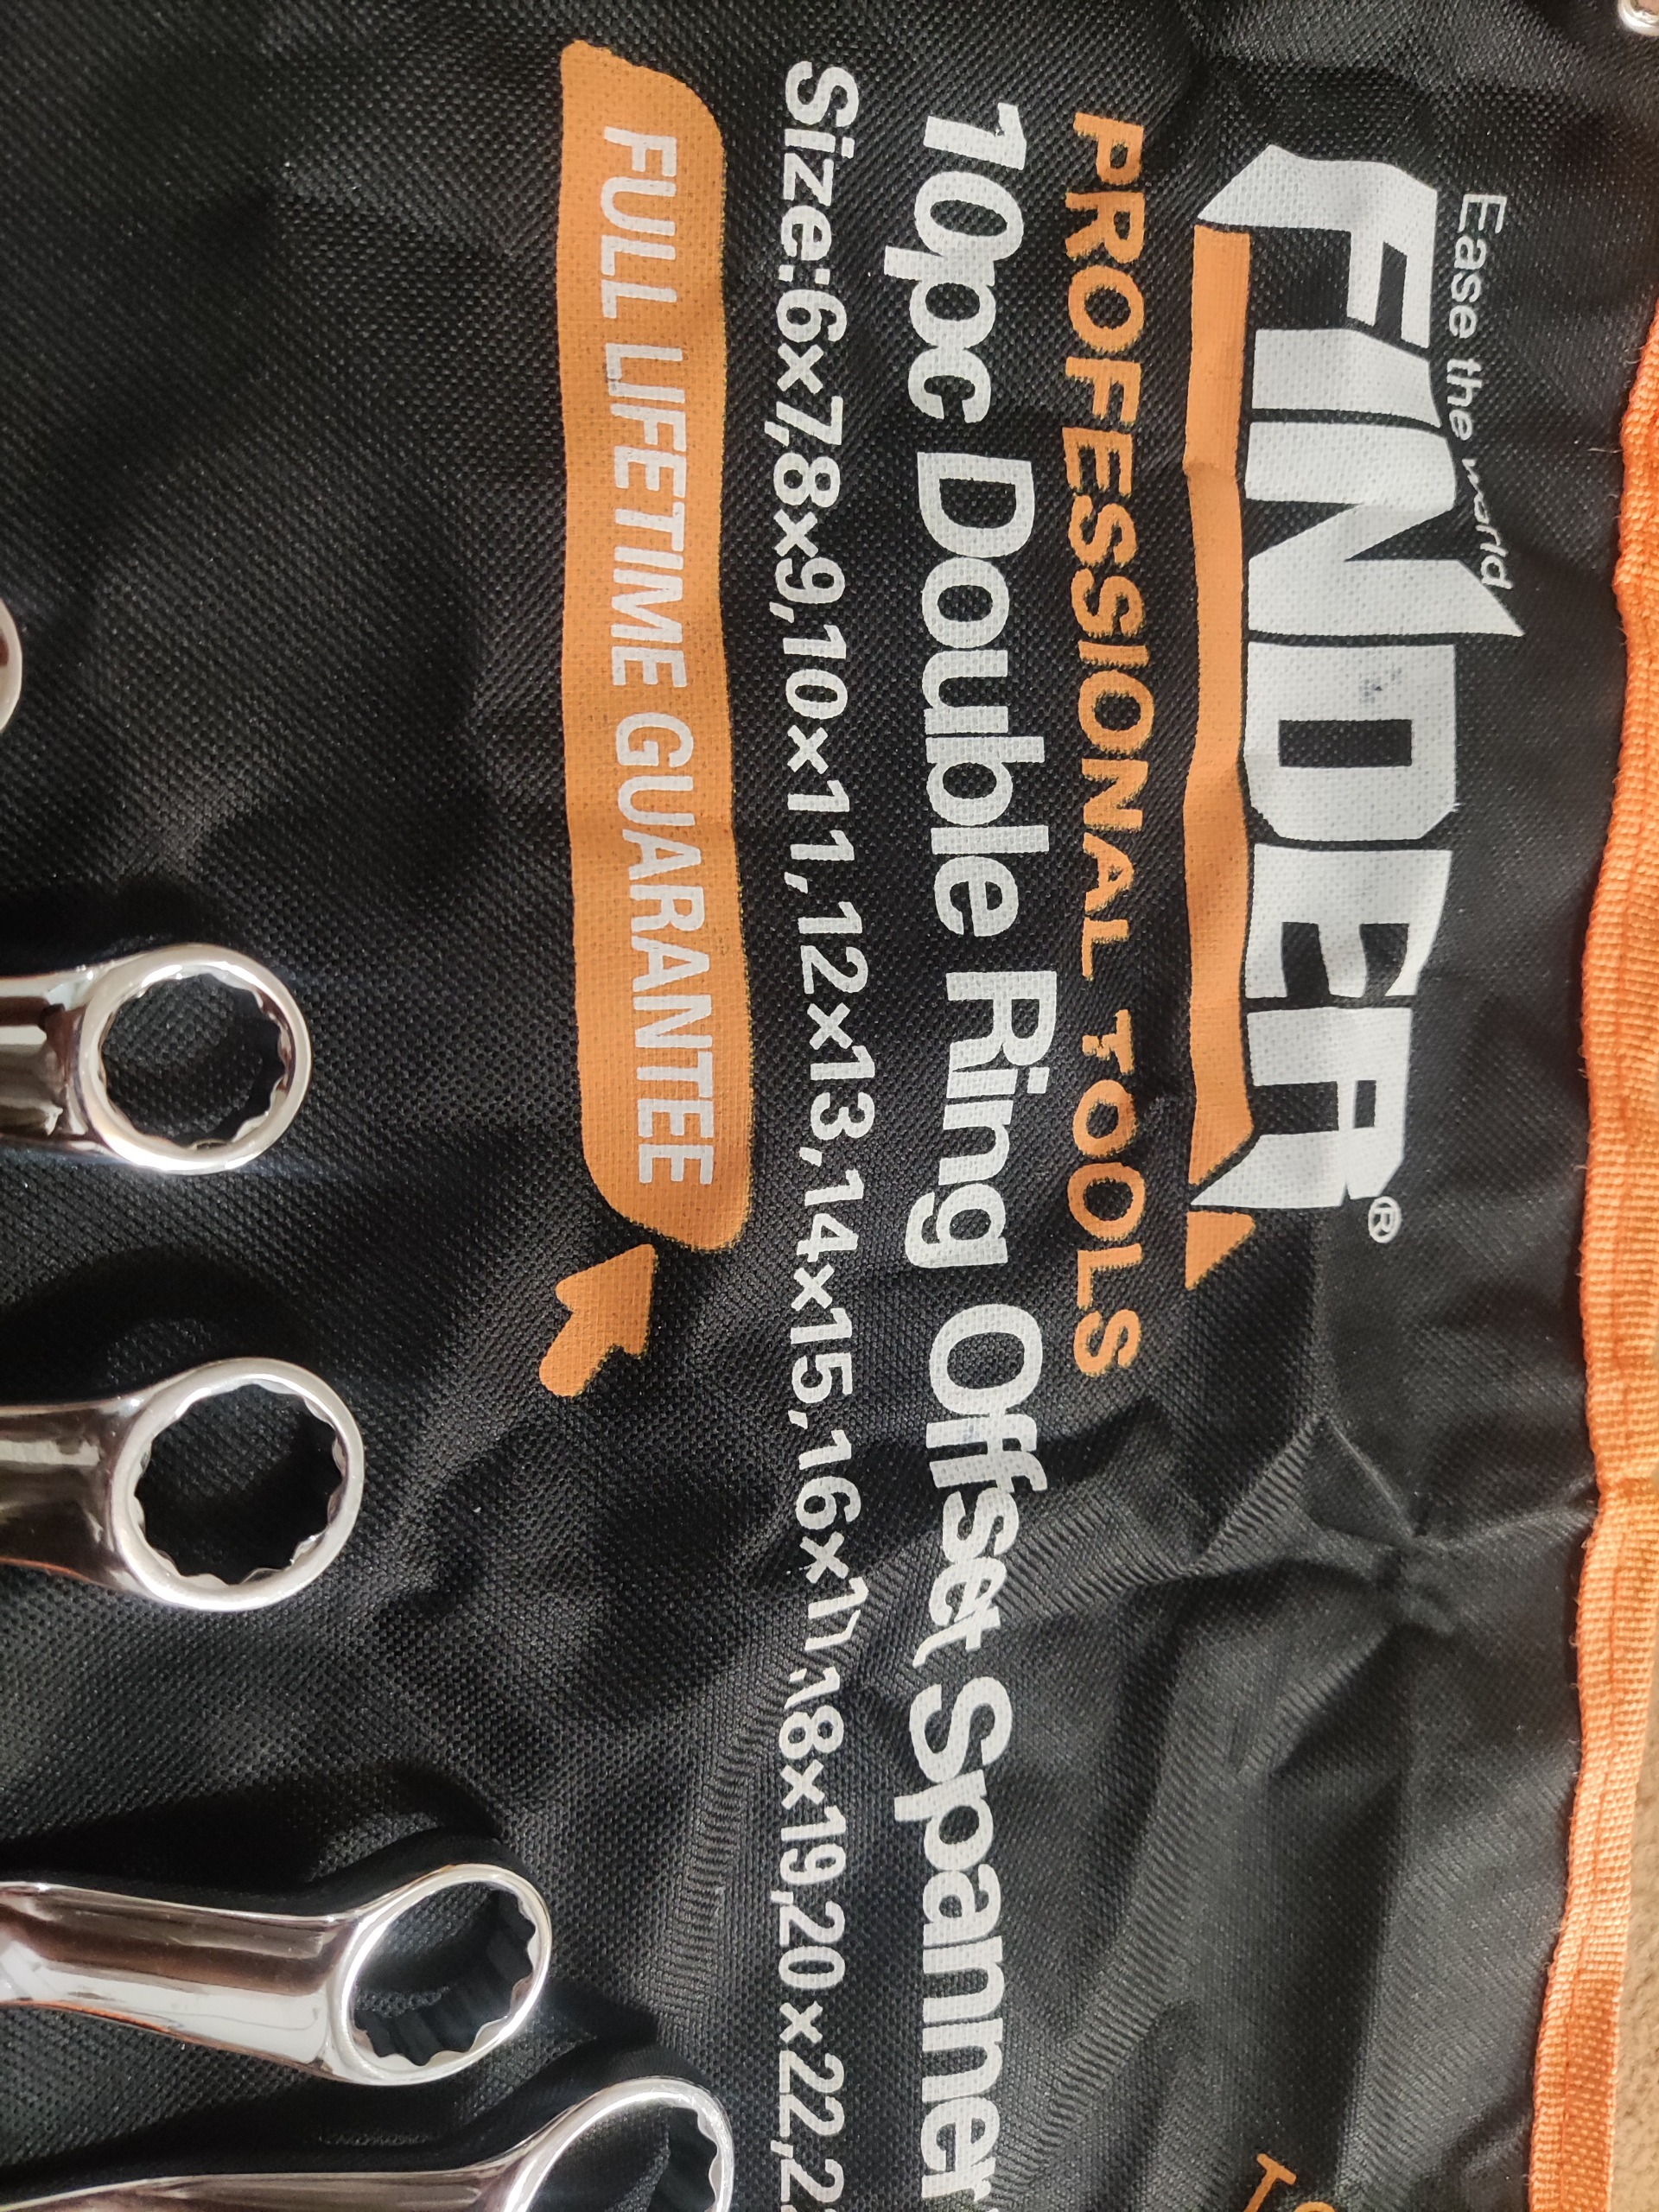 Ease the world
FINDER®
PROFESSIONAL TOOLS
10pc Double Ring Offset Spanner
Size:6×7,8×9,10×11,12×13,14×15,16×17,18×19,20×22,2
FULL LIFETIME GUARANTEE